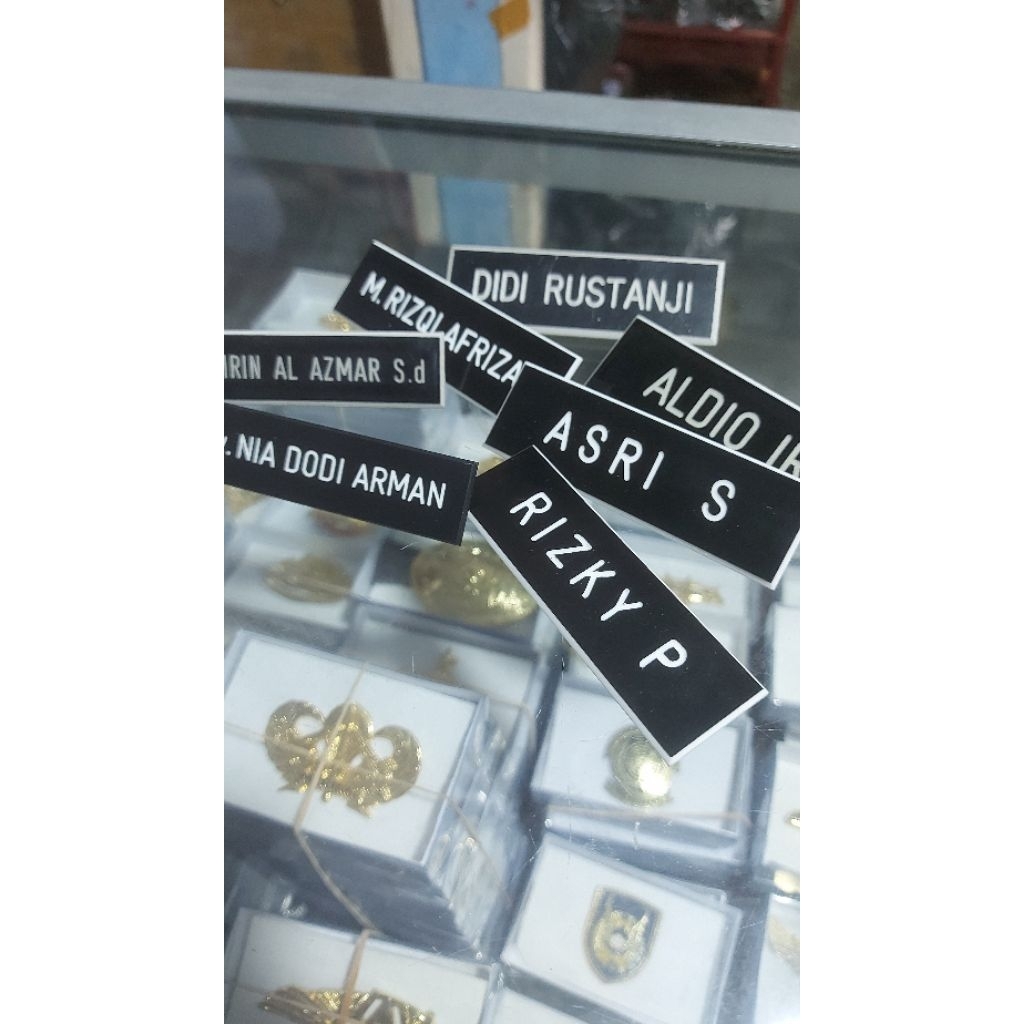 DIDI RUSTANJI
M. RIZQI AFRIZA
IRIN AL AZMAR S.d
ALDIO
ASRI S
NIA DODI ARMAN
RIZKY P